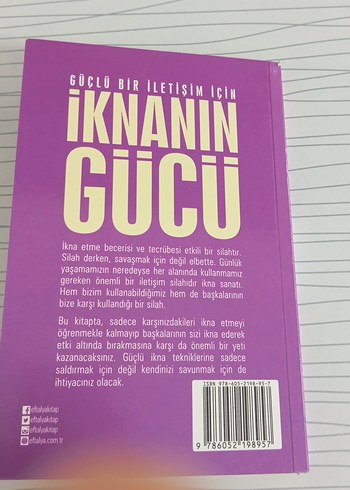 GÜÇLÜ BİR İLETİŞİM İÇİN
İKNANIN
GÜCÜ
İkna etme becerisi ve tecrübesi etkili bir silahtır.
Silah derken, savaşmak için değil elbette. Günlük
yaşamamızın neredeyse her alanında kullanmamız
gereken önemli bir iletişim silahıdır ikna sanatı.
Hem bizim kullanabildiğimiz hem de başkalarının
bize karşı kullandığı bir silah.
Bu kitapta, sadece karşınızdakileri ikna etmeyi
öğrenmekle kalmayıp başkalarının sizi ikna ederek
etki altında bırakmasına karşı da önemli bir yeti
kazanacaksınız. Güçlü ikna tekniklerine sadece
saldırmak için değil kendinizi savunmak için de
ihtiyacınız olacak.
ISBN 978-605-2198-95-7
9 786052 198957
eftalyakitap
eftalyakitap
eftalyakitap
eftalya.com.tr